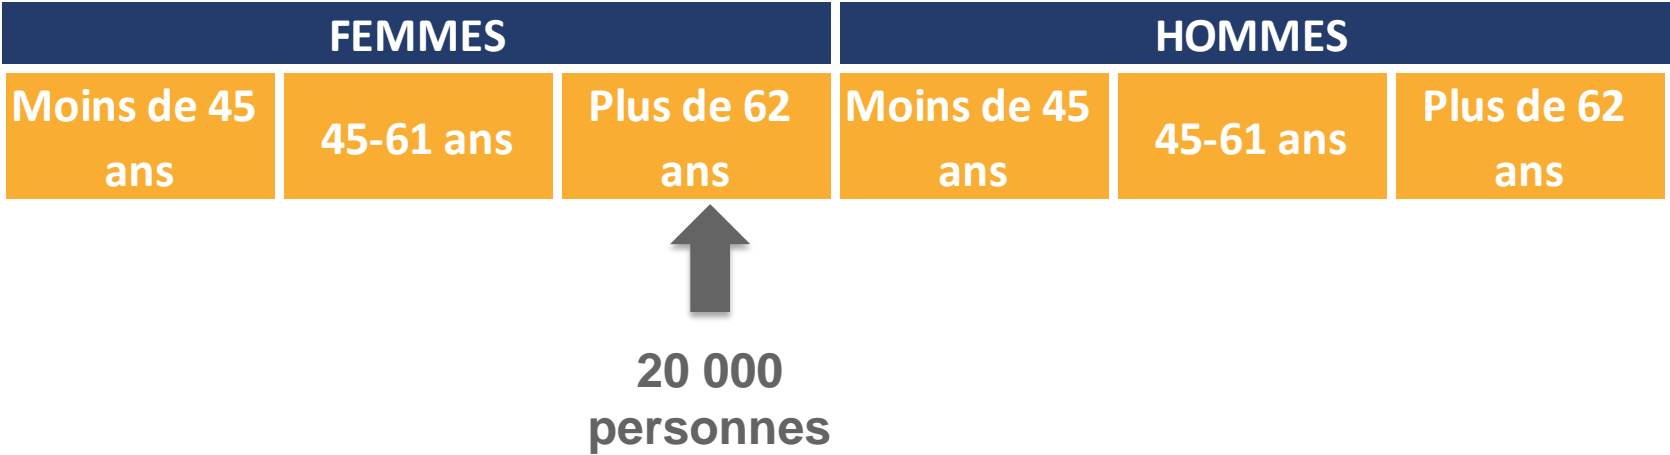 FEMMES
HOMMES
Moins de 45
ans
45-61 ans
Plus de 62
ans
Moins de 45
ans
45-61 ans
Plus de 62
ans
20 000
personnes